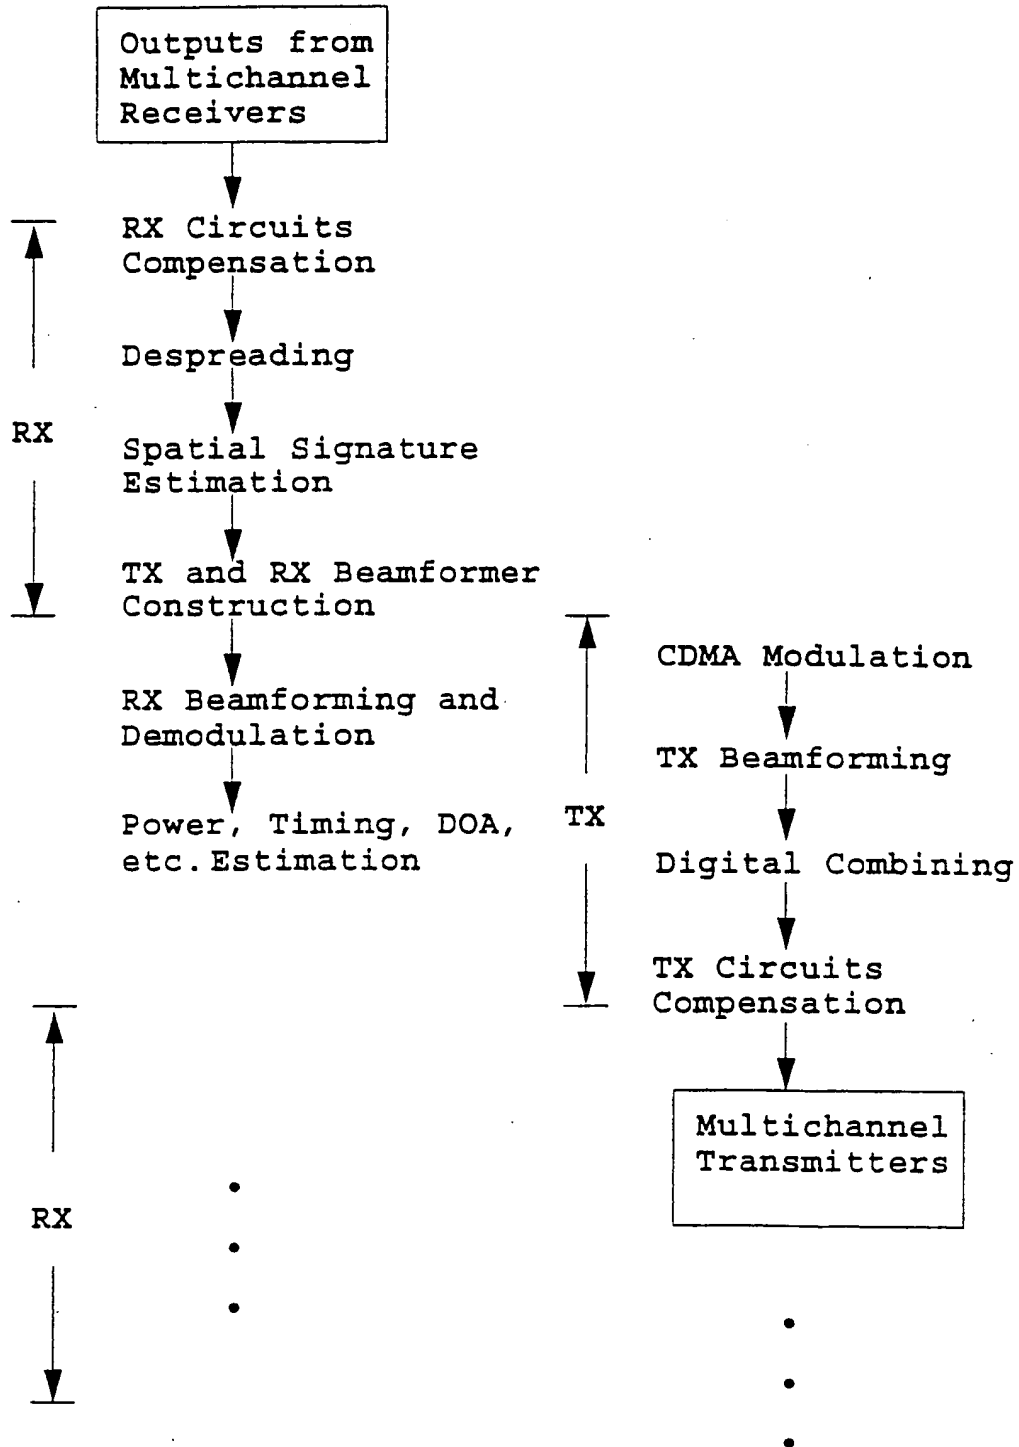 Outputs from
Multichannel
Receivers
RX Circuits
Compensation
Despreading
RX
Spatial Signature
Estimation
TX and RX Beamformer
Construction
RX Beamforming and
Demodulation
Power, Timing, DOA,
etc. Estimation
CDMA Modulation
TX Beamforming
TX
Digital Combining
TX Circuits
Compensation
Multichannel
Transmitters
RX